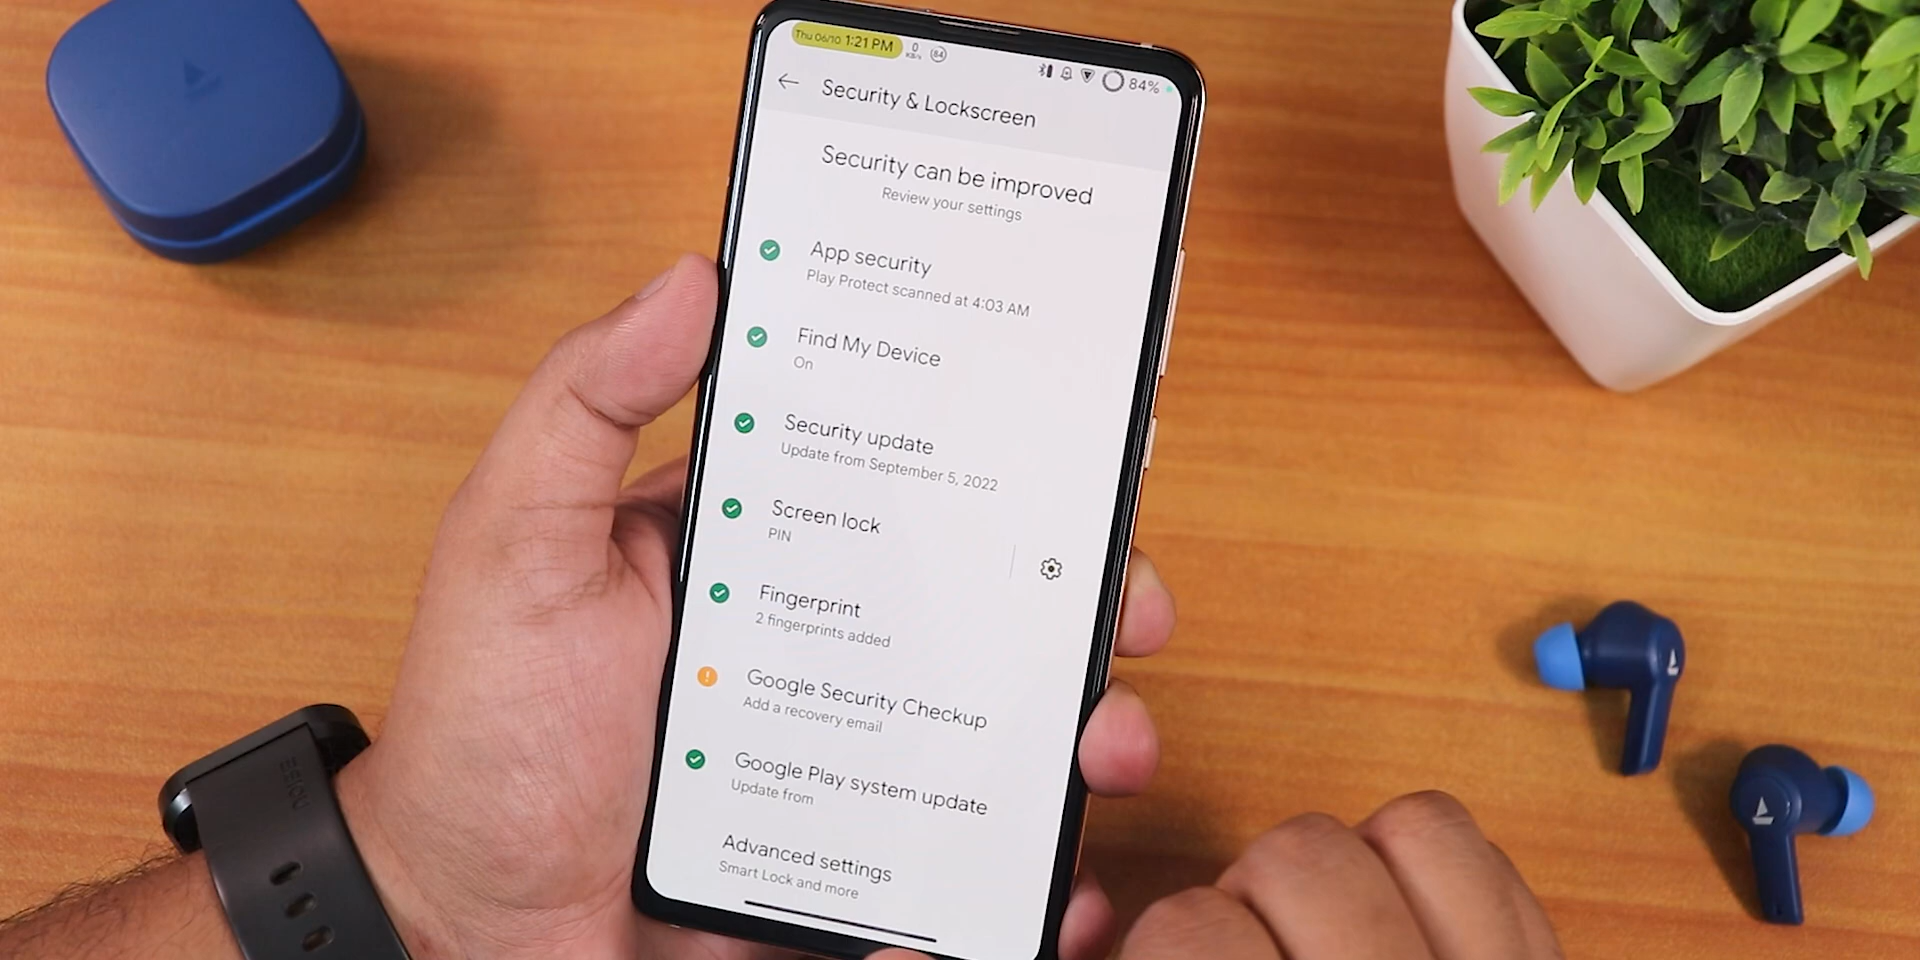 Thu 06/10 1:21 PM 0 KB/s 84 84%
Security & Lockscreen
Security can be improved
Review your settings
App security
Play Protect scanned at 4:03 AM
Find My Device
On
Security update
Update from September 5, 2022
Screen lock
PIN
Fingerprint
2 fingerprints added
Google Security Checkup
Add a recovery email
Google Play system update
Update from
Advanced settings
Smart Lock and more